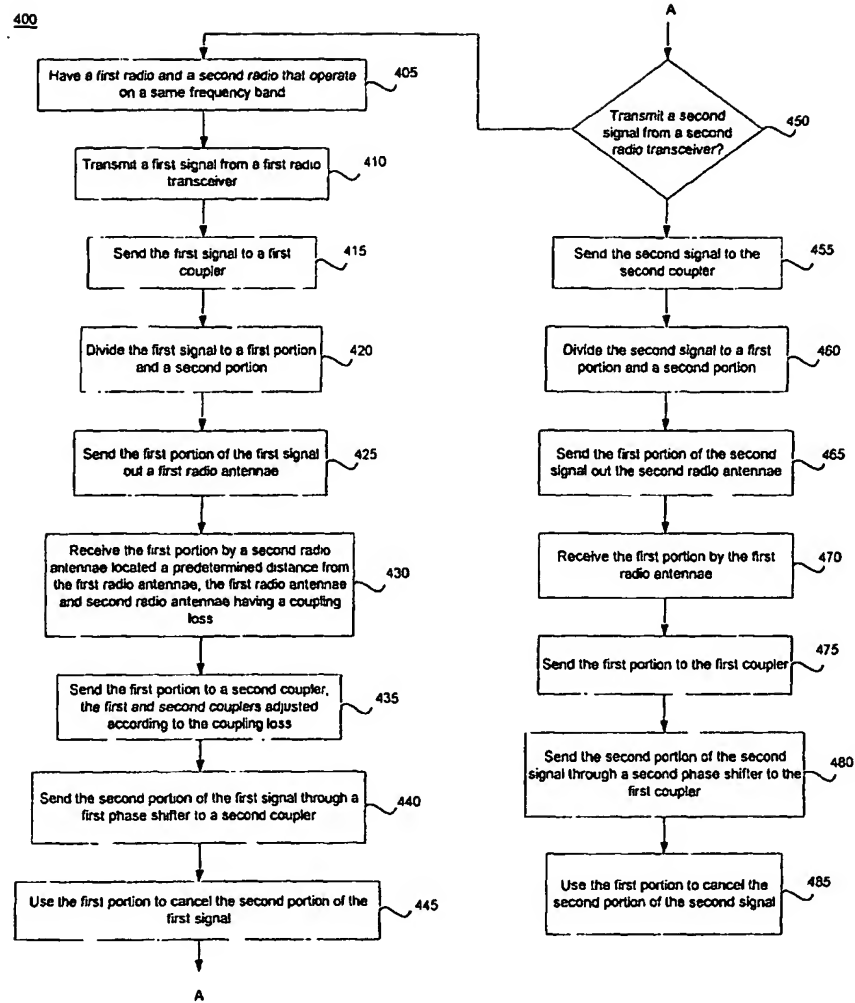 400
Have a first radio and a second radio that operate
on a same frequency band
405
Transmit a first signal from a first radio
transceiver
410
Send the first signal to a first
coupler
415
Divide the first signal to a first portion
and a second portion
420
Send the first portion of the first signal
out a first radio antennae
425
Receive the first portion by a second radio
antennae located a predetermined distance from
the first radio antennae, the first radio antennae
and second radio antennae having a coupling
loss
430
Send the first portion to a second coupler,
the first and second couplers adjusted
according to the coupling loss
435
Send the second portion of the first signal through a
first phase shifter to a second coupler
440
Use the first portion to cancel the second portion of the
first signal
445
A
A
Transmit a second
signal from a second
radio transceiver?
450
Send the second signal to the
second coupler
455
Divide the second signal to a first
portion and a second portion
460
Send the first portion of the second
signal out the second radio antennae
465
Receive the first portion by the first
radio antennae
470
Send the first portion to the first coupler
475
Send the second portion of the second
signal through a second phase shifter to the
first coupler
480
Use the first portion to cancel the
second portion of the second signal
485